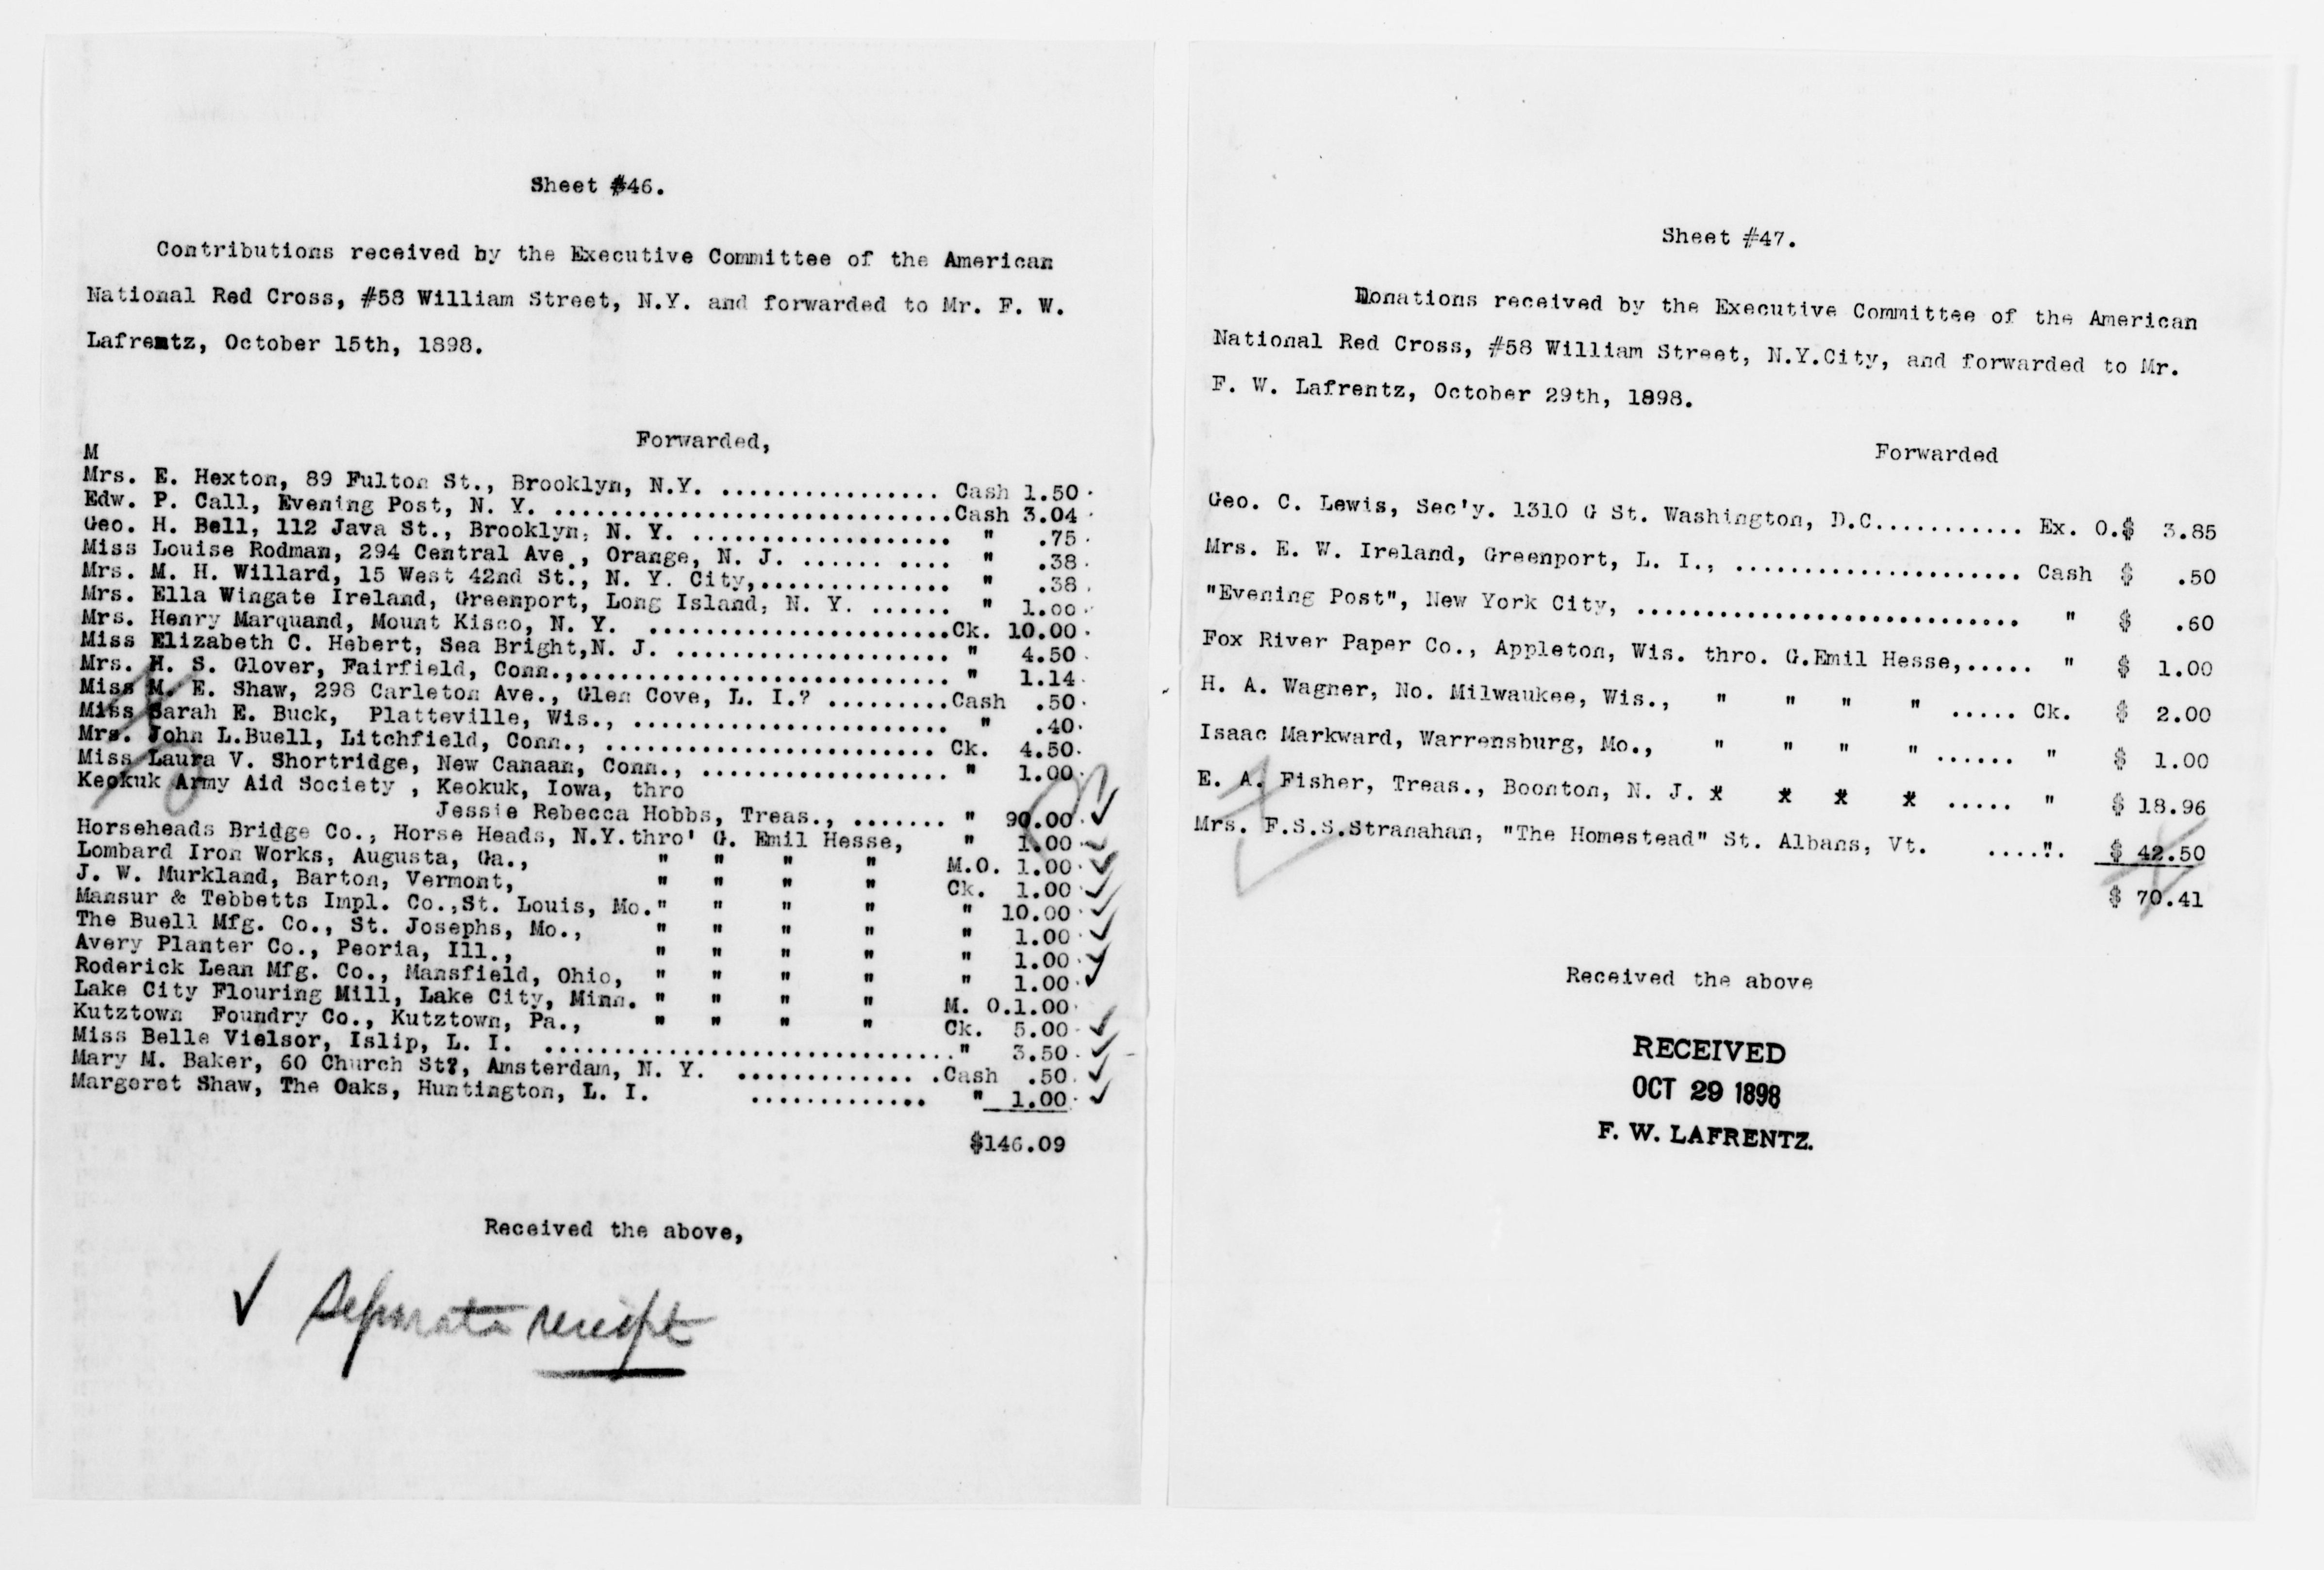 Sheet #46.
Contributions received by the Executive Committee of the American
National Red Cross, #58 William Street, N.Y. and forwarded to Mr. F. W.
Lafrentz, October 15th, 1898.
Forwarded,
M
Mrs. E. Hexton, 89 Fulton St., Brooklyn, N.Y. ................ Cash 1.50
Edw. P. Call, Evening Post, N. Y. .............................Cash 3.04
Geo. H. Bell, 112 Java St., Brooklyn, N. Y. ................... " .75
Miss Louise Rodman, 294 Central Ave., Orange, N. J. ...... .... " .38
Mrs. M. H. Willard, 15 West 42nd St., N. Y. City,.............. " .38
Mrs. Ella Wingate Ireland, Greenport, Long Island, N. Y. ...... " 1.00
Mrs. Henry Marquand, Mount Kisco, N. Y. ......................Ck. 10.00
Miss Elizabeth C. Hebert, Sea Bright,N. J. .................... " 4.50
Mrs. H. S. Glover, Fairfield, Conn.,........................... " 1.14
Miss M. E. Shaw, 298 Carleton Ave., Glen Cove, L. I.? .........Cash .50
Miss Sarah E. Buck, Platteville, Wis., ....................... " .40
Mrs. John L.Buell, Litchfield, Conn., ........................ Ck. 4.50
Miss Laura V. Shortridge, New Canaan, Conn., .................. " 1.00
Keokuk Army Aid Society , Keokuk, Iowa, thro
Jessie Rebecca Hobbs, Treas., ....... " 90.00 ✓
Horseheads Bridge Co., Horse Heads, N.Y.thro' G. Emil Hesse, " 1.00 ✓
Lombard Iron Works, Augusta, Ga., " " " " M.O. 1.00 ✓
J. W. Murkland, Barton, Vermont, " " " " Ck. 1.00 ✓
Mansur & Tebbetts Impl. Co.,St. Louis, Mo." " " " " 10.00 ✓
The Buell Mfg. Co., St. Josephs, Mo., " " " " " 1.00 ✓
Avery Planter Co., Peoria, Ill., " " " " " 1.00 ✓
Roderick Lean Mfg. Co., Mansfield, Ohio, " " " " " 1.00 ✓
Lake City Flouring Mill, Lake City, Minn. " " " " M. O.1.00
Kutztown Foundry Co., Kutztown, Pa., " " " " Ck. 5.00 ✓
Miss Belle Vielsor, Islip, L. I. ..............................." 3.50 ✓
Mary M. Baker, 60 Church St?, Amsterdam, N. Y. ............. .Cash .50 ✓
Margeret Shaw, The Oaks, Huntington, L. I. ............. " 1.00 ✓
$146.09
Received the above,
✓ Separate receipt
Sheet #47.
Donations received by the Executive Committee of the American
National Red Cross, #58 William Street, N.Y.City, and forwarded to Mr.
F. W. Lafrentz, October 29th, 1898.
Forwarded
Geo. C. Lewis, Sec'y. 1310 G St. Washington, D.C........... Ex. O.$ 3.85
Mrs. E. W. Ireland, Greenport, L. I., ..................... Cash $ .50
"Evening Post", New York City, ............................ " $ .60
Fox River Paper Co., Appleton, Wis. thro. G.Emil Hesse,..... " $ 1.00
H. A. Wagner, No. Milwaukee, Wis., " " " " ..... Ck. $ 2.00
Isaac Markward, Warrensburg, Mo., " " " " ...... " $ 1.00
E. A. Fisher, Treas., Boonton, N. J. * * * * ..... " $ 18.96
Mrs. F.S.S.Stranahan, "The Homestead" St. Albans, Vt. ....". $ 42.50
$ 70.41
Received the above
RECEIVED
OCT 29 1898
F. W. LAFRENTZ.